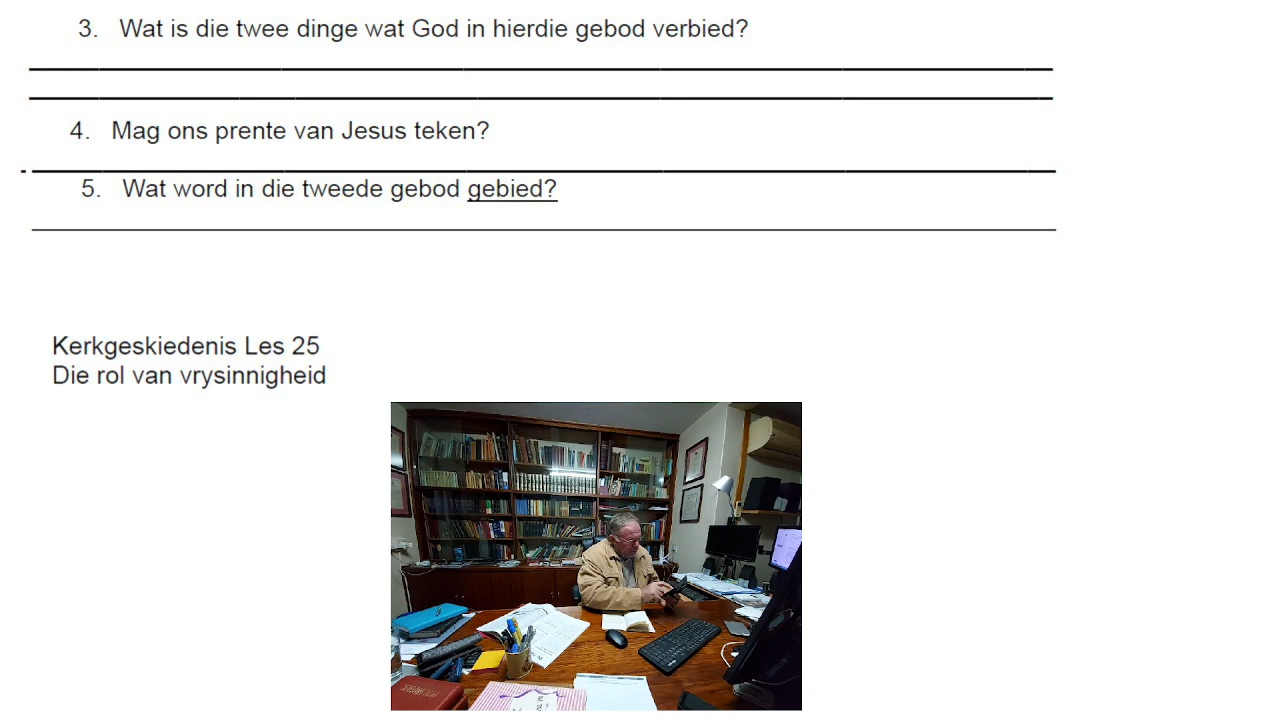 3. Wat is die twee dinge wat God in hierdie gebod verbied?
4. Mag ons prente van Jesus teken?
5. Wat word in die tweede gebod gebied?
Kerkgeskiedenis Les 25
Die rol van vrysinnigheid